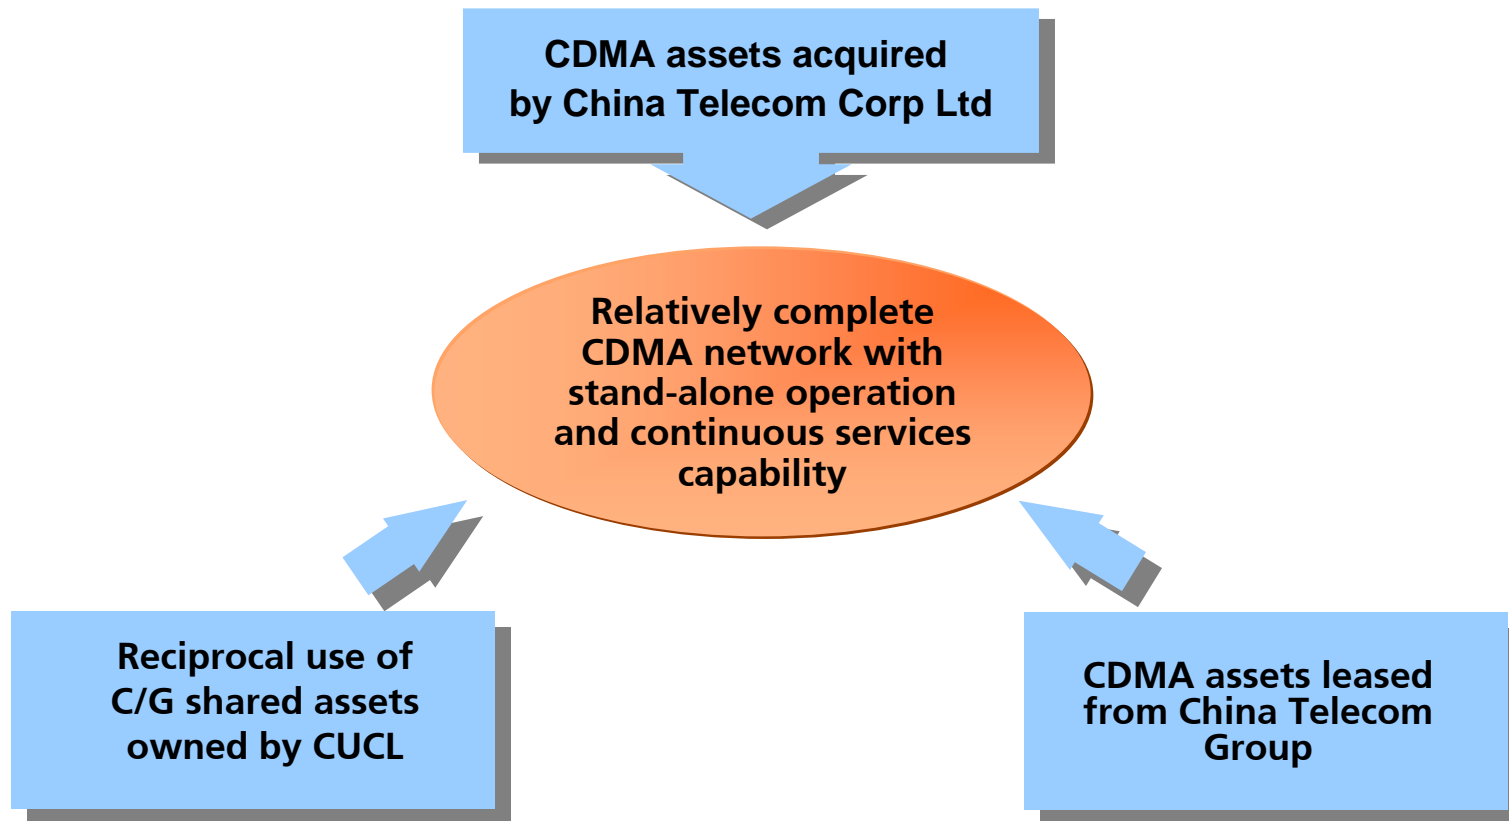 CDMA assets acquired
by China Telecom Corp Ltd
Relatively complete
CDMA network with
stand-alone operation
and continuous services
capability
Reciprocal use of
C/G shared assets
owned by CUCL
CDMA assets leased
from China Telecom
Group